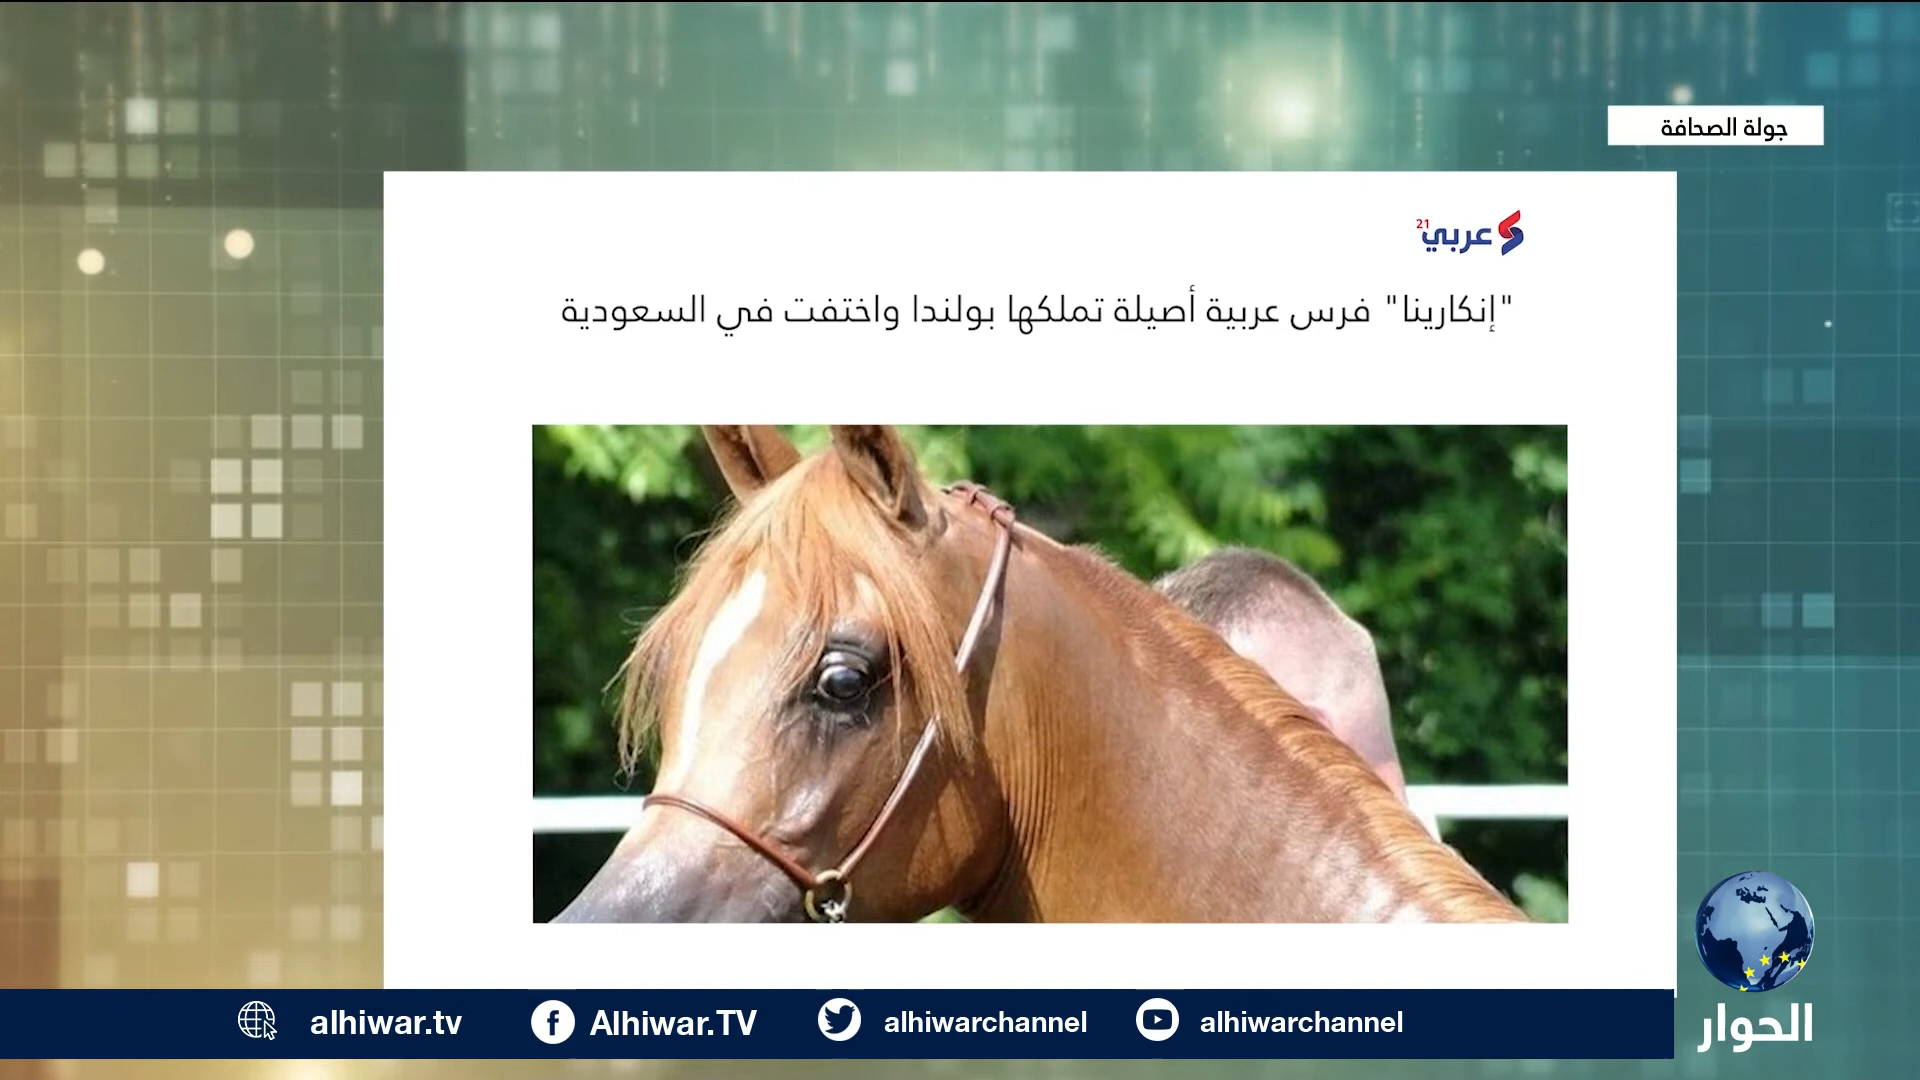 جولة الصحافة
عربي21
"إنكارينا" فرس عربية أصيلة تملكها بولندا واختفت في السعودية
alhiwar.tv
Alhiwar.TV
alhiwarchannel
alhiwarchannel
الحوار